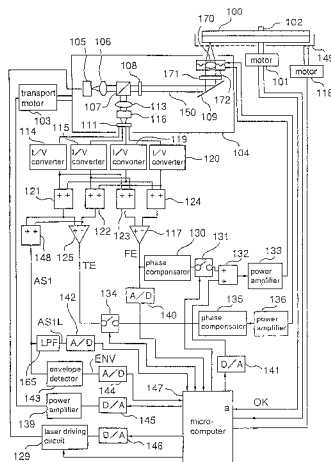 170
100
102
149
105
106
108
171
motor
101
motor
118
transport
motor
103
107
113
116
111
150
109
172
104
114
115
119
I/V
converter
I/V
converter
I/V
converter
I/V
converter
120
121
122
123
124
148
125
TE
FE
117
130
131
132
133
phase
compensator
power
amplifier
AS1
142
134
A/D
140
135
136
phase
compensator
power
amplifier
AS1L
LPF
A/D
165
ENV
D/A
141
143
envelope
detector
A/D
144
147
OK
a
139
power
amplifier
D/A
145
micro-
computer
laser driving
circuit
129
D/A
146